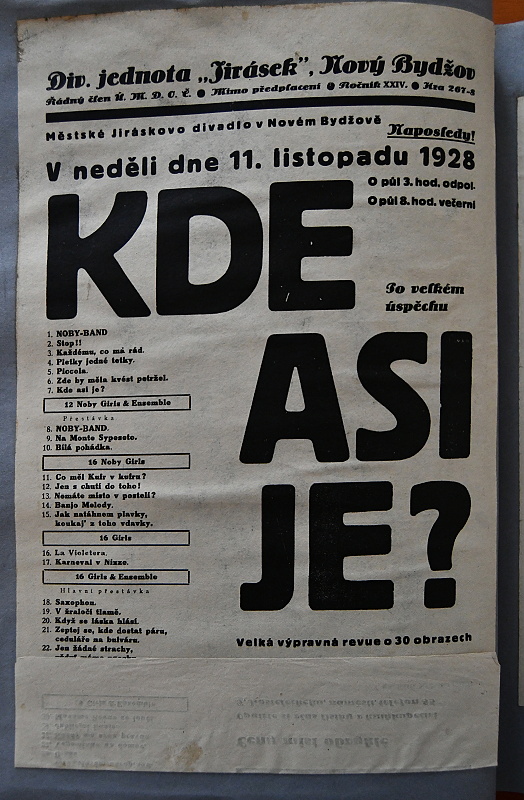 Div. jednota „Jirásek”, Nový Bydžov
Řádný člen Ú. M. D. O. Č. ● Mimo předplacení ● Ročník XXIV. ● Hra 267-8
Městské Jiráskovo divadlo v Novém Bydžově
Naposledy!
V neděli dne 11. listopadu 1928
O půl 3. hod. odpol.
O půl 8. hod. večerní
KDE
Po velkém
úspěchu
ASI
JE?
1. NOBY-BAND
2. Stop!!
3. Každému, co má rád.
4. Pletky jedné tetky.
5. Piccola.
6. Zde by měla kvést petržel.
7. Kde asi je?
12 Noby Girls & Ensemble
Přestávka
8. NOBY-BAND.
9. Na Monte Sypesoto.
10. Bílá pohádka.
16 Noby Girls
11. Co měl Kuir v kufru?
12. Jen s chutí do toho!
13. Nemáte místo v posteli?
14. Banjo Melody.
15. Jak natáhnem plavky,
koukaj' z toho vdavky.
16 Girls
16. La Violetera.
17. Karneval v Nizze.
16 Girls & Ensemble
Hlavní přestávka
18. Saxophon.
19. V žraločí tlamě.
20. Když se láska hlásí.
21. Zeptej se, kde dostat páru,
ceduláře na bulváru.
22. Jen žádné strachy,
Velká výpravná revue o 30 obrazech